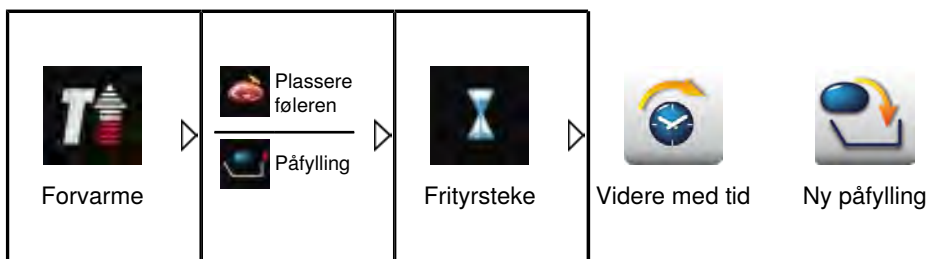 Forvarme
Plassere
føleren
Påfylling
Frityrsteke
Videre med tid
Ny påfylling